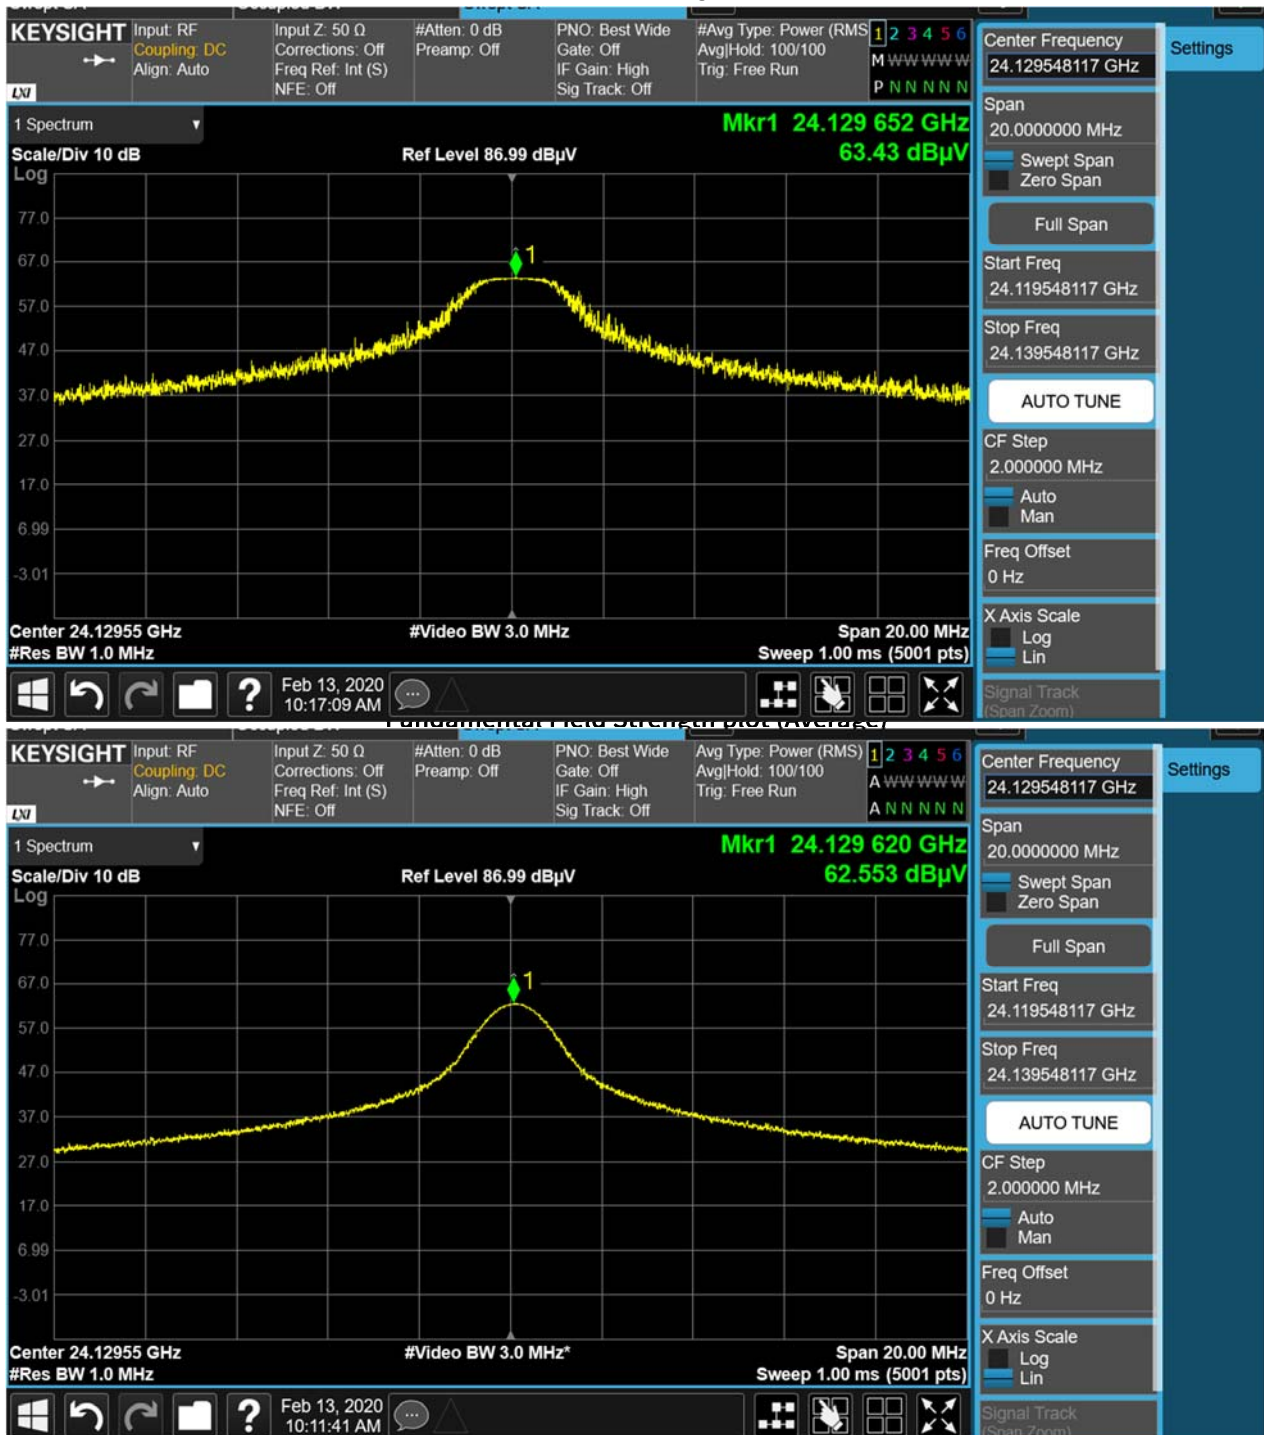 KEYSIGHT
Input: RF
Coupling: DC
Align: Auto
Input Z: 50 Ω
Corrections: Off
Freq Ref: Int (S)
NFE: Off
#Atten: 0 dB
Preamp: Off
PNO: Best Wide
Gate: Off
IF Gain: High
Sig Track: Off
#Avg Type: Power (RMS
Avg|Hold: 100/100
Trig: Free Run
1 2 3 4 5 6
M W W W W W
P N N N N N
LXI
Center Frequency
24.129548117 GHz
Settings
Span
20.0000000 MHz
Swept Span
Zero Span
Full Span
Start Freq
24.119548117 GHz
Stop Freq
24.139548117 GHz
AUTO TUNE
CF Step
2.000000 MHz
Auto
Man
Freq Offset
0 Hz
X Axis Scale
Log
Lin
Signal Track
(Span Zoom)
1 Spectrum
Mkr1 24.129 652 GHz
Scale/Div 10 dB
Ref Level 86.99 dBµV
63.43 dBµV
Log
77.0
67.0
57.0
47.0
37.0
27.0
17.0
6.99
-3.01
1
Center 24.12955 GHz
#Video BW 3.0 MHz
Span 20.00 MHz
#Res BW 1.0 MHz
Sweep 1.00 ms (5001 pts)
?
Feb 13, 2020
10:17:09 AM
Fundamental Field Strength plot (Average)
KEYSIGHT
Input: RF
Coupling: DC
Align: Auto
Input Z: 50 Ω
Corrections: Off
Freq Ref: Int (S)
NFE: Off
#Atten: 0 dB
Preamp: Off
PNO: Best Wide
Gate: Off
IF Gain: High
Sig Track: Off
Avg Type: Power (RMS)
Avg|Hold: 100/100
Trig: Free Run
1 2 3 4 5 6
A W W W W W
A N N N N N
LXI
Center Frequency
24.129548117 GHz
Settings
Span
20.0000000 MHz
Swept Span
Zero Span
Full Span
Start Freq
24.119548117 GHz
Stop Freq
24.139548117 GHz
AUTO TUNE
CF Step
2.000000 MHz
Auto
Man
Freq Offset
0 Hz
X Axis Scale
Log
Lin
Signal Track
(Span Zoom)
1 Spectrum
Mkr1 24.129 620 GHz
Scale/Div 10 dB
Ref Level 86.99 dBµV
62.553 dBµV
Log
77.0
67.0
57.0
47.0
37.0
27.0
17.0
6.99
-3.01
1
Center 24.12955 GHz
#Video BW 3.0 MHz*
Span 20.00 MHz
#Res BW 1.0 MHz
Sweep 1.00 ms (5001 pts)
?
Feb 13, 2020
10:11:41 AM